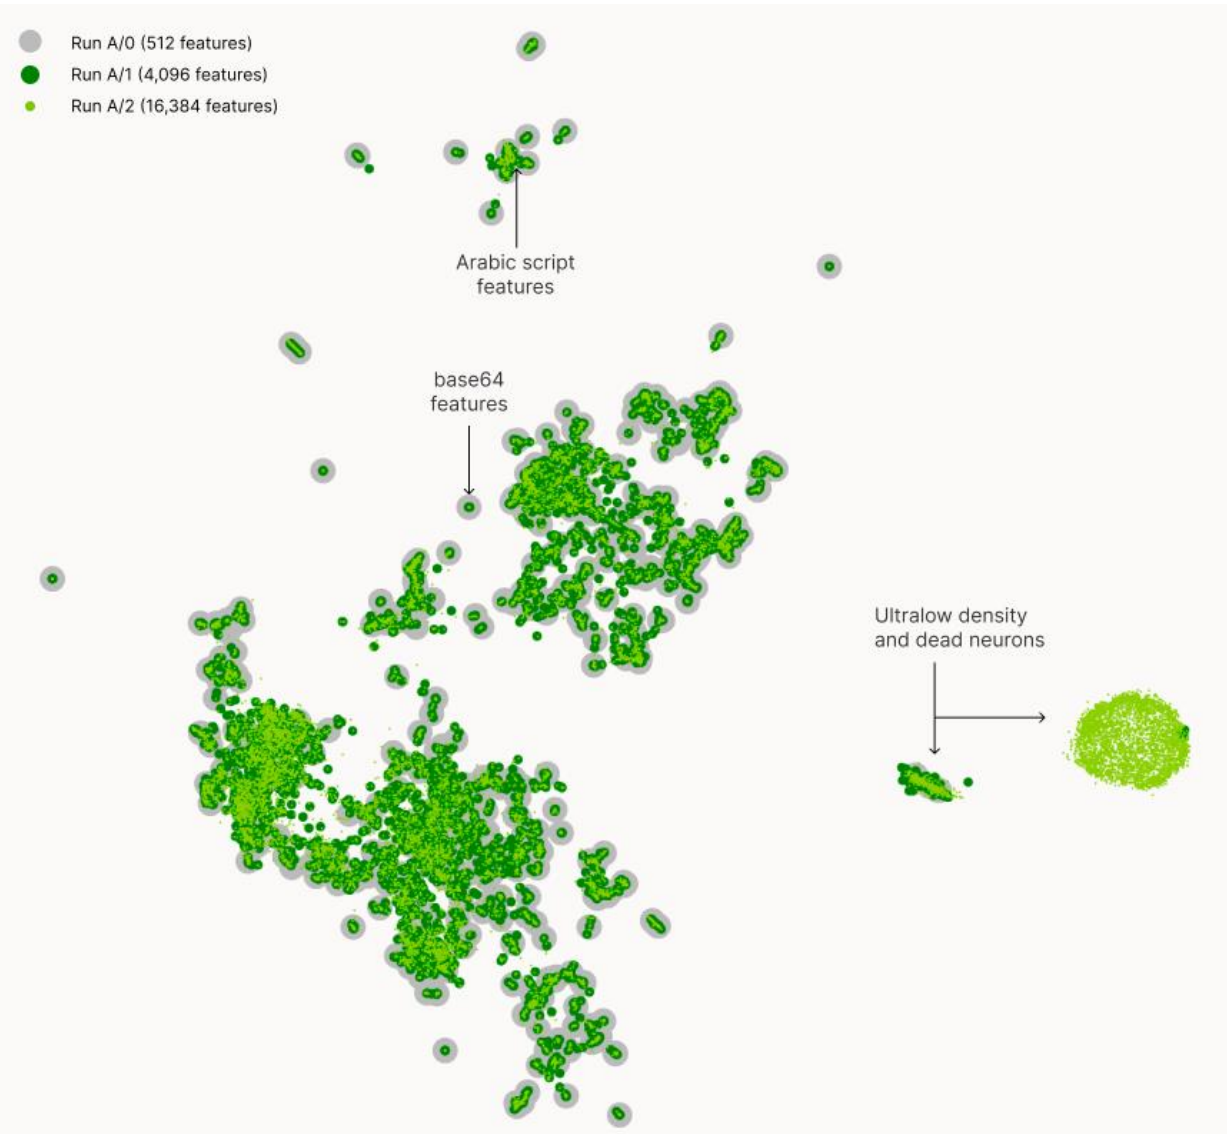 Run A/0 (512 features)
Run A/1 (4,096 features)
Run A/2 (16,384 features)
Arabic script
features
base64
features
Ultralow density
and dead neurons